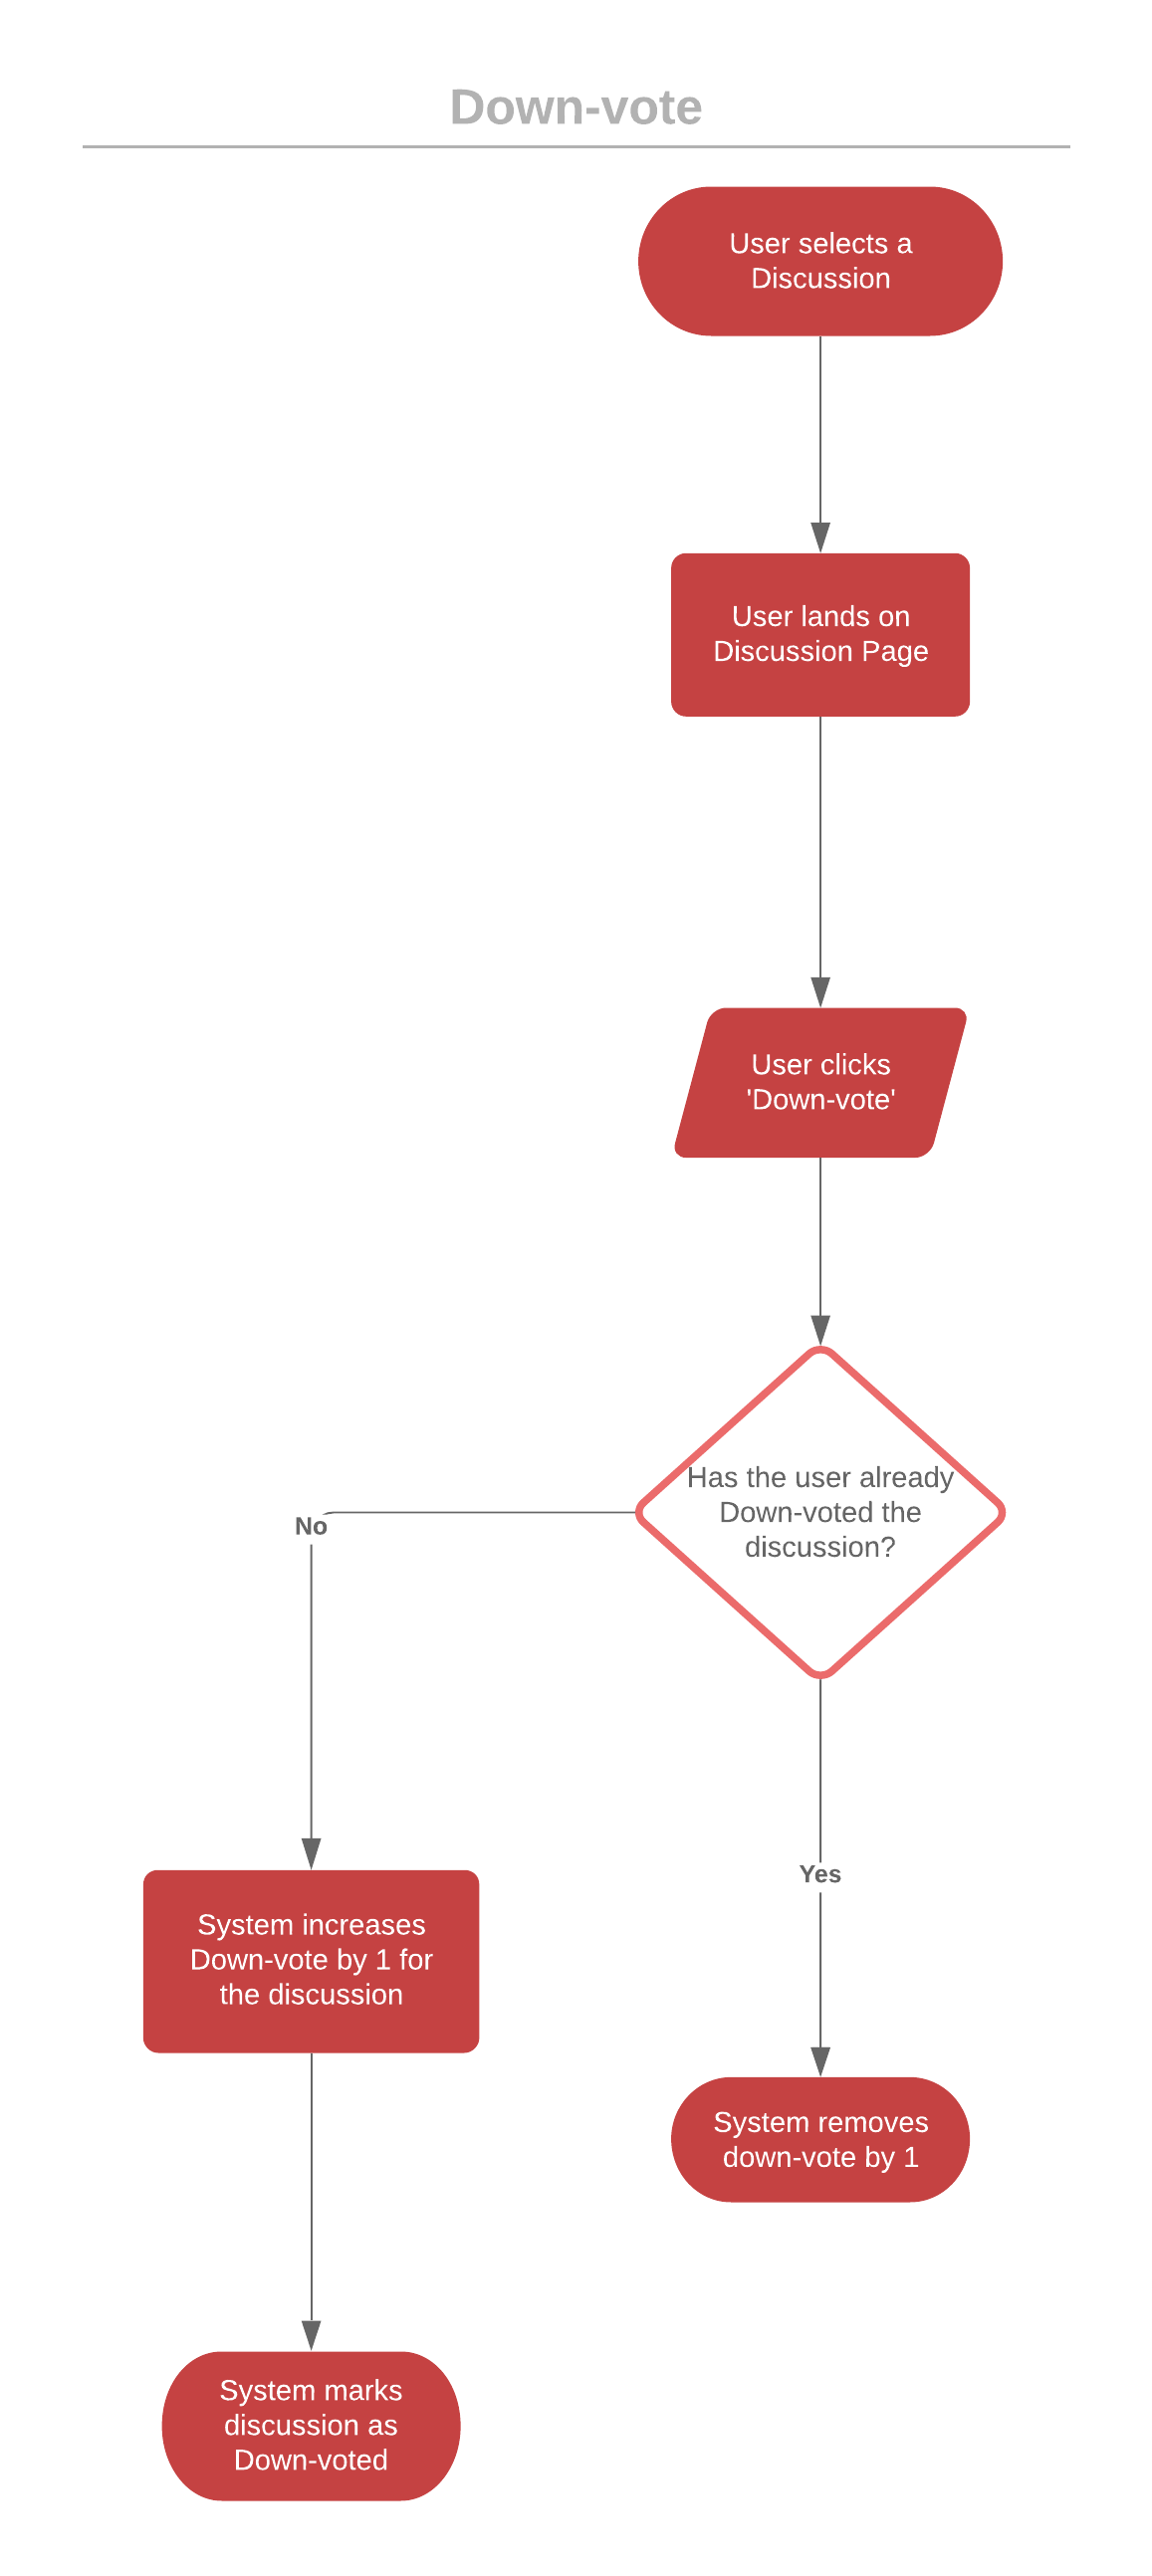 Down-vote
User selects a
Discussion
User lands on
Discussion Page
User clicks
'Down-vote'
Has the user already
Down-voted the
discussion?
No
Yes
System increases
Down-vote by 1 for
the discussion
System removes
down-vote by 1
System marks
discussion as
Down-voted